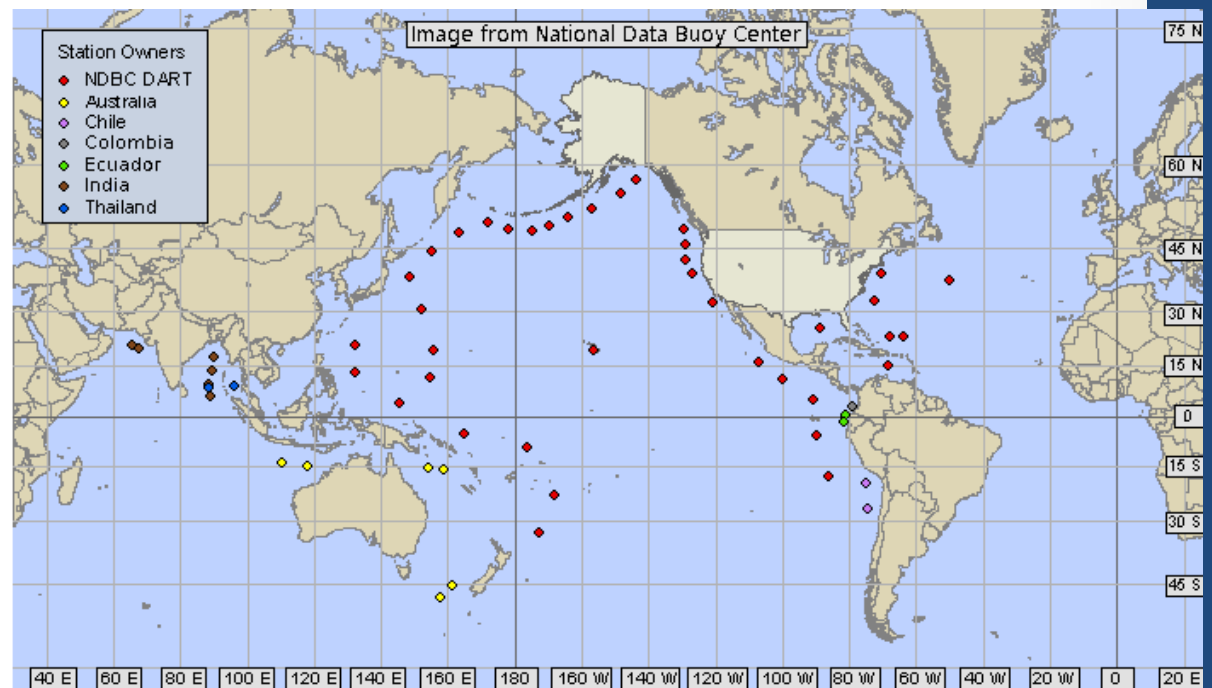 Image from National Data Buoy Center
75 N
Station Owners
NDBC DART
Australia
Chile
Colombia
Ecuador
India
Thailand
60 N
45 N
30 N
15 N
0
15 S
30 S
45 S
40 E 60 E 80 E 100 E 120 E 140 E 160 E 180 160 W 140 W 120 W 100 W 80 W 60 W 40 W 20 W 0 20 E